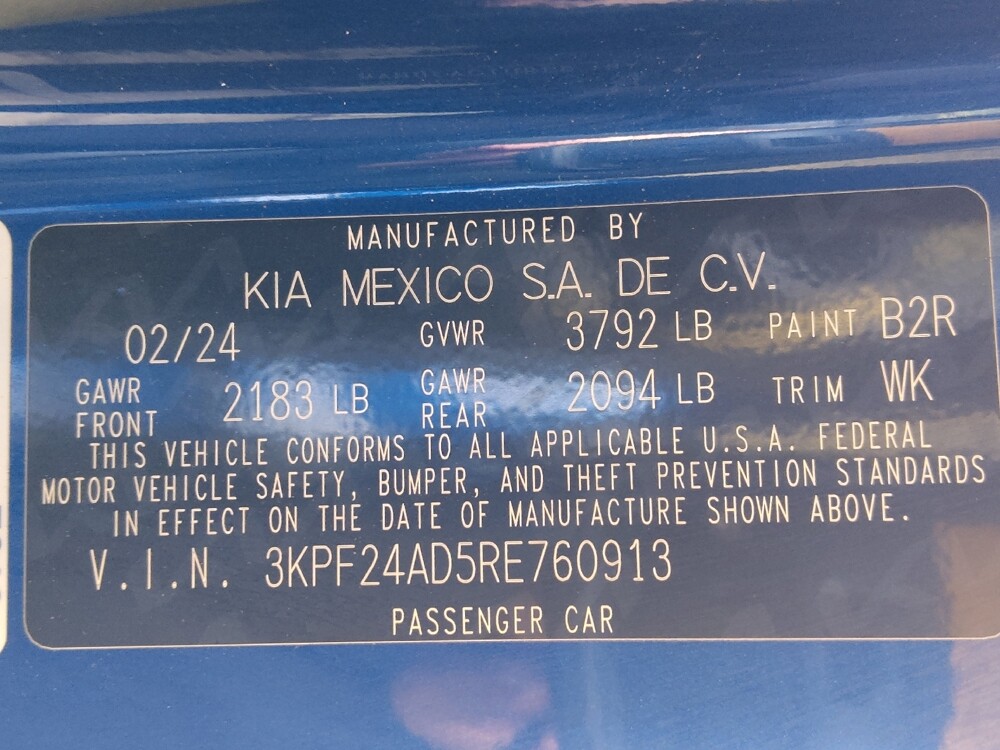 MANUFACTURED BY
KIA MEXICO S.A. DE C.V.
02/24 GVWR 3792 LB PAINT B2R
GAWR FRONT 2183 LB GAWR REAR 2094 LB TRIM WK
THIS VEHICLE CONFORMS TO ALL APPLICABLE U.S.A. FEDERAL
MOTOR VEHICLE SAFETY, BUMPER, AND THEFT PREVENTION STANDARDS
IN EFFECT ON THE DATE OF MANUFACTURE SHOWN ABOVE.
V.I.N. 3KPF24AD5RE760913
PASSENGER CAR